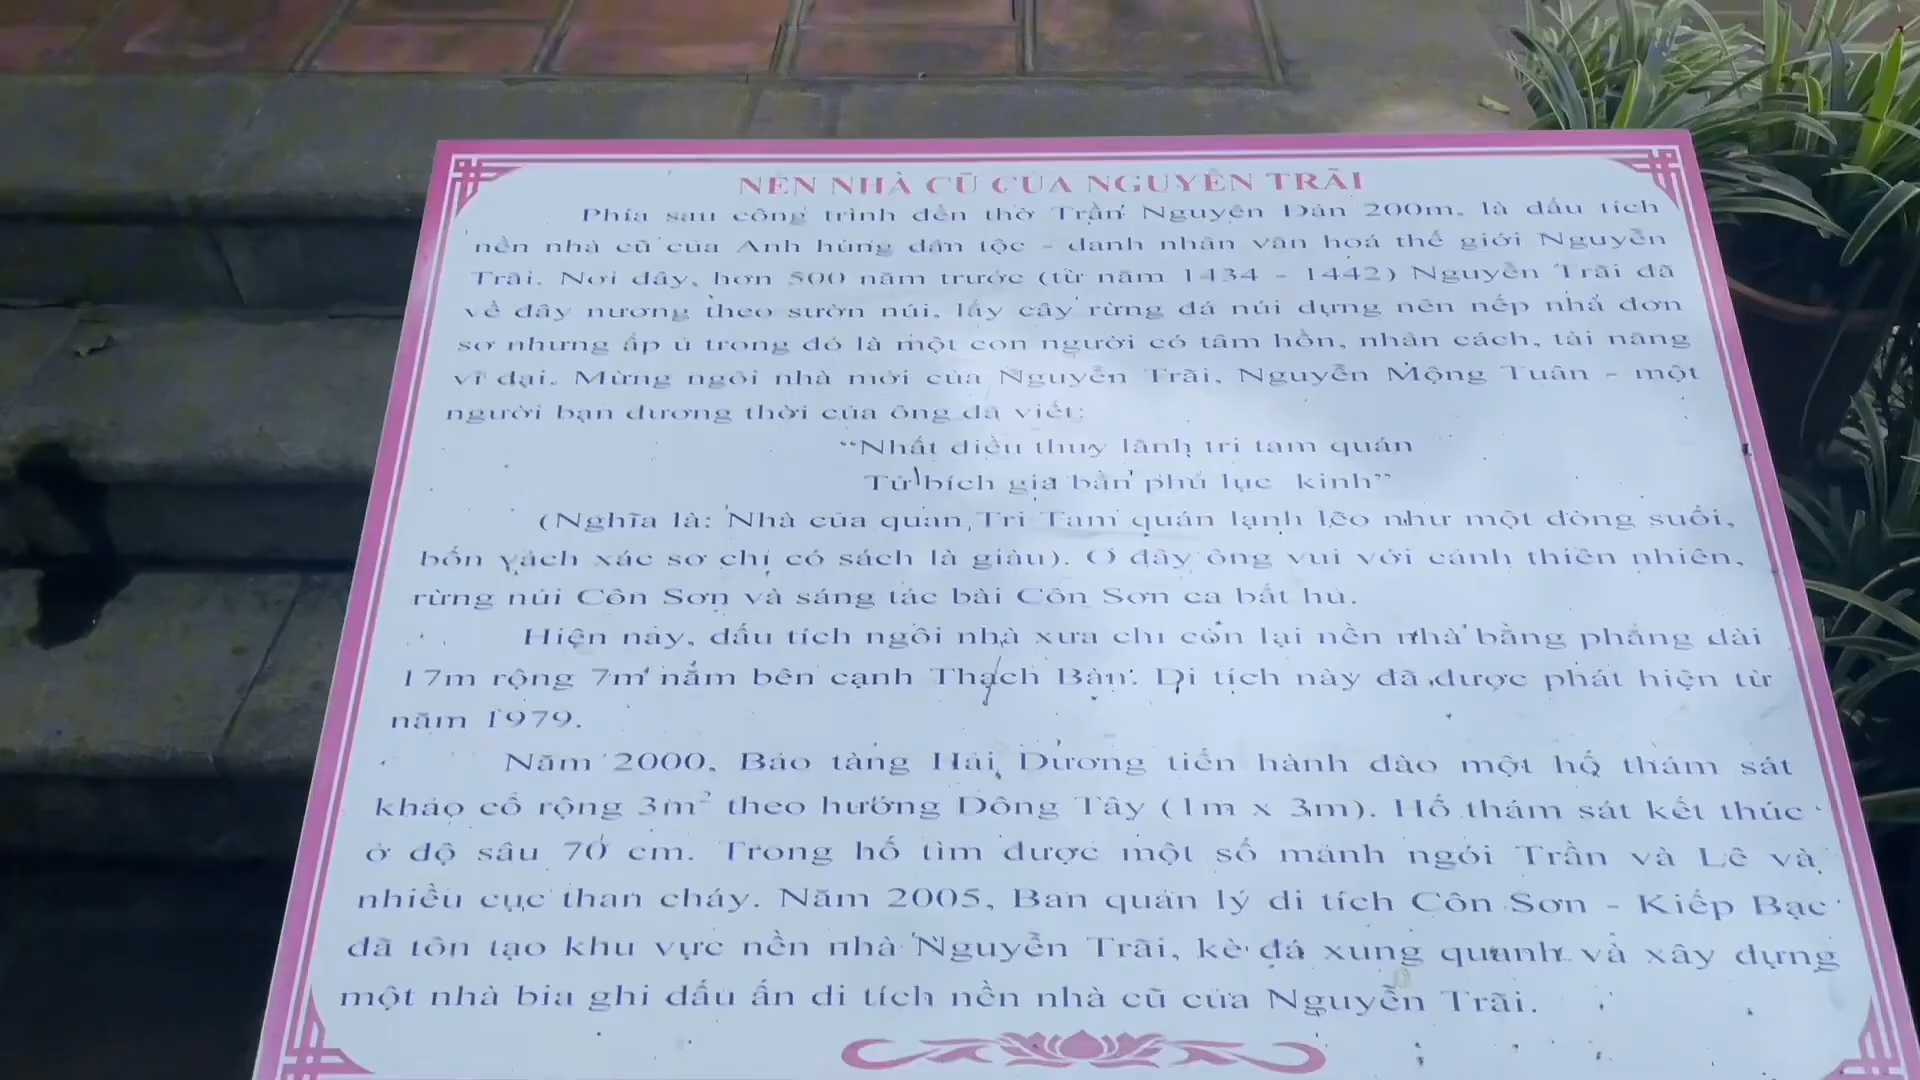 NỀN NHÀ CŨ CỦA NGUYỄN TRÃI
Phía sau công trình đền thờ Trần Nguyên Đán 200m, là dấu tích
nền nhà cũ của Anh hùng dân tộc - danh nhân văn hoá thế giới Nguyễn
Trãi. Nơi đây, hơn 500 năm trước (từ năm 1434 - 1442) Nguyễn Trãi đã
về đây nương theo sườn núi, lấy cây rừng đá núi dựng nên nếp nhà đơn
sơ nhưng ấp ủ trong đó là một con người có tâm hồn, nhân cách, tài năng
vĩ đại. Mừng ngôi nhà mới của Nguyễn Trãi, Nguyễn Mộng Tuân - một
người bạn đương thời của ông đã viết:
“Nhất điều thuỷ lãnh tri tam quán
Tứ bích gia bần phú lục kinh”
(Nghĩa là: Nhà của quan Tri Tam quán lạnh lẽo như một dòng suối,
bốn vách xác sơ chỉ có sách là giàu). Ở đây ông vui với cảnh thiên nhiên,
rừng núi Côn Sơn và sáng tác bài Côn Sơn ca bất hủ.
Hiện nay, dấu tích ngôi nhà xưa chỉ còn lại nền nhà bằng phẳng dài
17m rộng 7m nằm bên cạnh Thạch Bàn. Di tích này đã được phát hiện từ
năm 1979.
Năm 2000, Bảo tàng Hải Dương tiến hành đào một hố thám sát
khảo cổ rộng 3m² theo hướng Đông Tây (1m x 3m). Hố thám sát kết thúc
ở độ sâu 70 cm. Trong hố tìm được một số mảnh ngói Trần và Lê và
nhiều cục than cháy. Năm 2005, Ban quản lý di tích Côn Sơn - Kiếp Bạc
đã tôn tạo khu vực nền nhà Nguyễn Trãi, kè đá xung quanh và xây dựng
một nhà bia ghi dấu ấn di tích nền nhà cũ của Nguyễn Trãi.